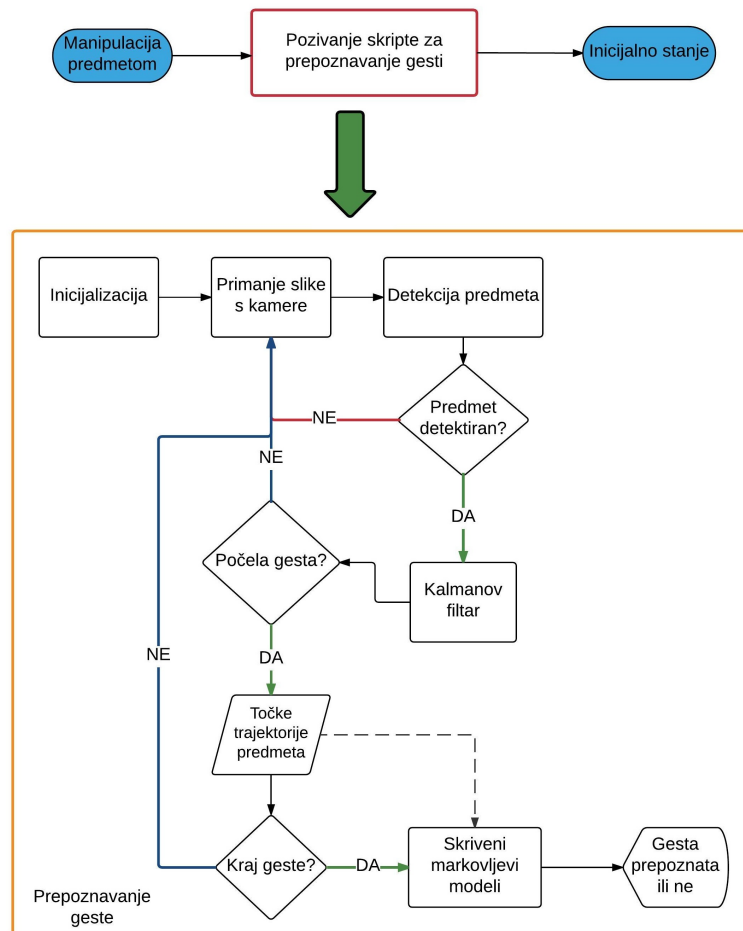 Manipulacija
predmetom
Pozivanje skripte za
prepoznavanje gesti
Inicijalno stanje
Inicijalizacija
Primanje slike
s kamere
Detekcija predmeta
Predmet
detektiran?
NE
NE
DA
Počela gesta?
Kalmanov
filtar
NE
DA
Točke
trajektorije
predmeta
Kraj geste?
DA
Skriveni
markovljevi
modeli
Gesta
prepoznata
ili ne
Prepoznavanje
geste